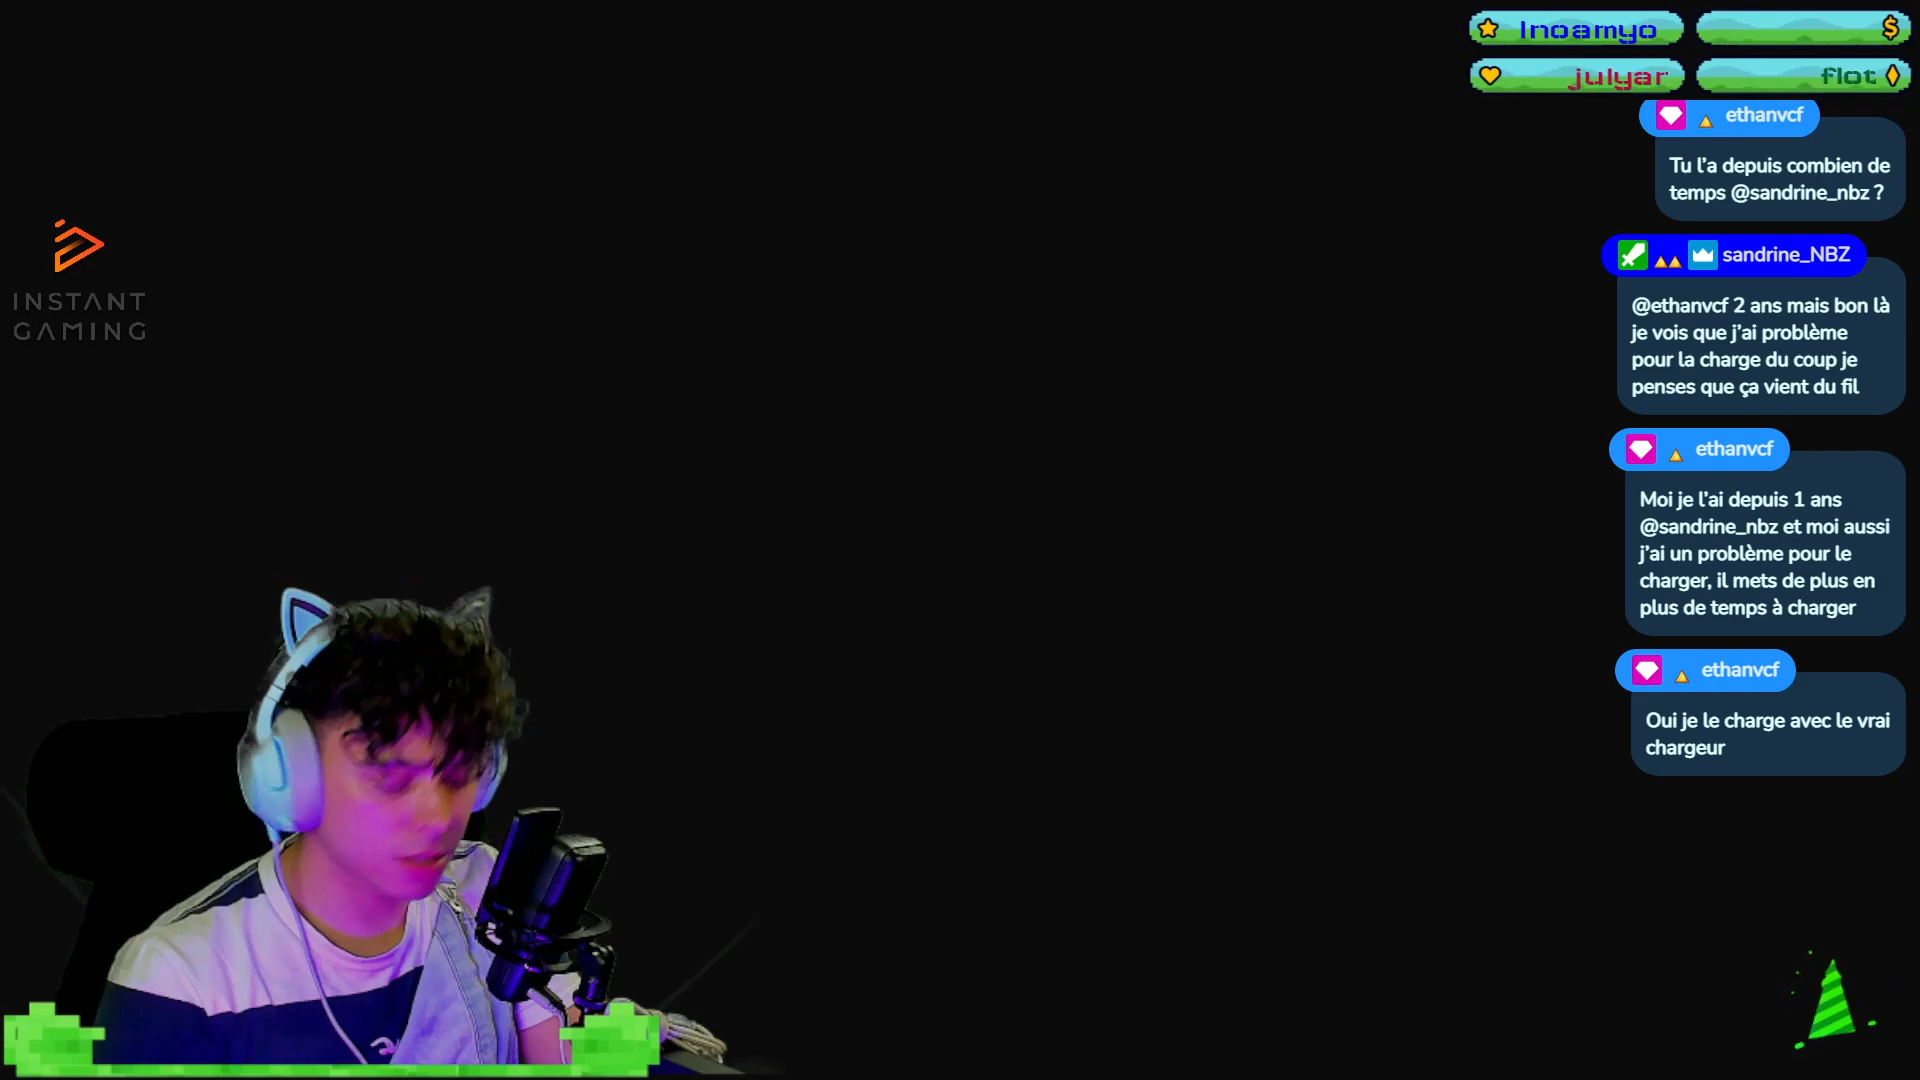 Inoamyo
$
julyar
flot
ethanvcf
Tu l'a depuis combien de
temps @sandrine_nbz ?
sandrine_NBZ
@ethanvcf 2 ans mais bon là
je vois que j'ai problème
pour la charge du coup je
penses que ça vient du fil
ethanvcf
Moi je l'ai depuis 1 ans
@sandrine_nbz et moi aussi
j'ai un problème pour le
charger, il mets de plus en
plus de temps à charger
ethanvcf
Oui je le charge avec le vrai
chargeur
INSTANT
GAMING